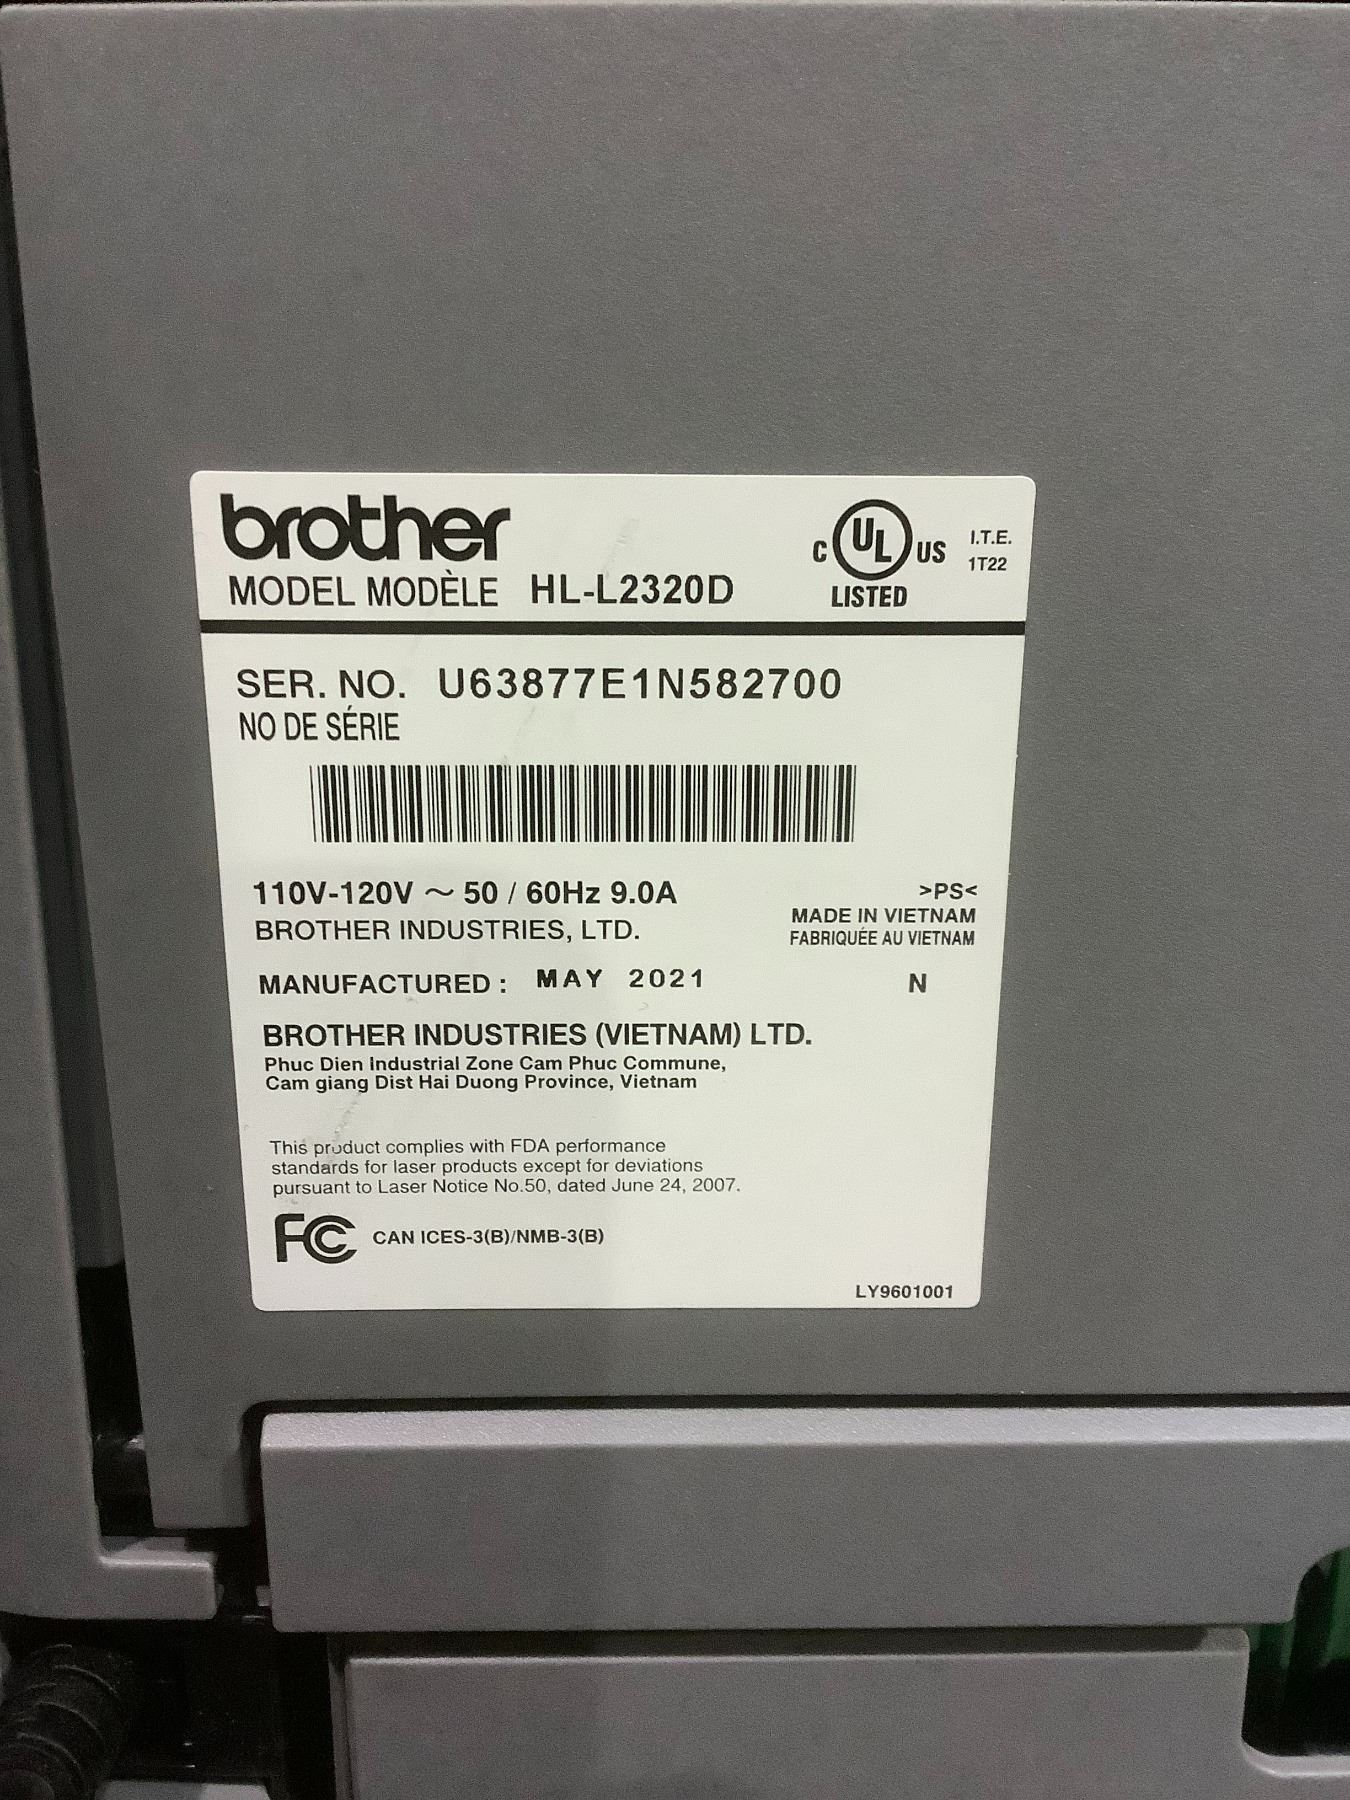 brother
MODEL MODÈLE HL-L2320D
C UL US LISTED
I.T.E.
1T22
SER. NO. U63877E1N582700
NO DE SÉRIE
110V-120V ~ 50 / 60Hz 9.0A
BROTHER INDUSTRIES, LTD.
>PS<
MADE IN VIETNAM
FABRIQUÉE AU VIETNAM
MANUFACTURED : MAY 2021
N
BROTHER INDUSTRIES (VIETNAM) LTD.
Phuc Dien Industrial Zone Cam Phuc Commune,
Cam giang Dist Hai Duong Province, Vietnam
This product complies with FDA performance
standards for laser products except for deviations
pursuant to Laser Notice No.50, dated June 24, 2007.
FC CAN ICES-3(B)/NMB-3(B)
LY9601001